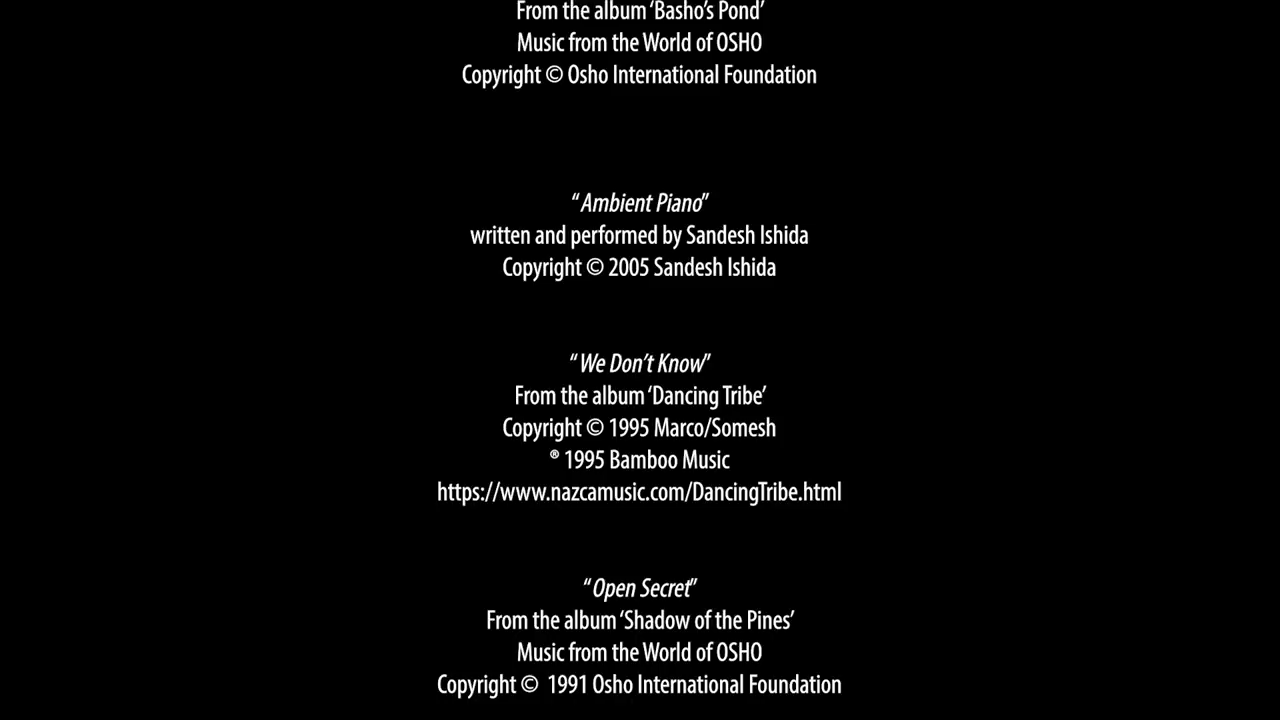 From the album ‘Basho’s Pond’
Music from the World of OSHO
Copyright © Osho International Foundation
“Ambient Piano”
written and performed by Sandesh Ishida
Copyright © 2005 Sandesh Ishida
“We Don’t Know”
From the album ‘Dancing Tribe’
Copyright © 1995 Marco/Somesh
® 1995 Bamboo Music
https://www.nazcamusic.com/DancingTribe.html
“Open Secret”
From the album ‘Shadow of the Pines’
Music from the World of OSHO
Copyright © 1991 Osho International Foundation